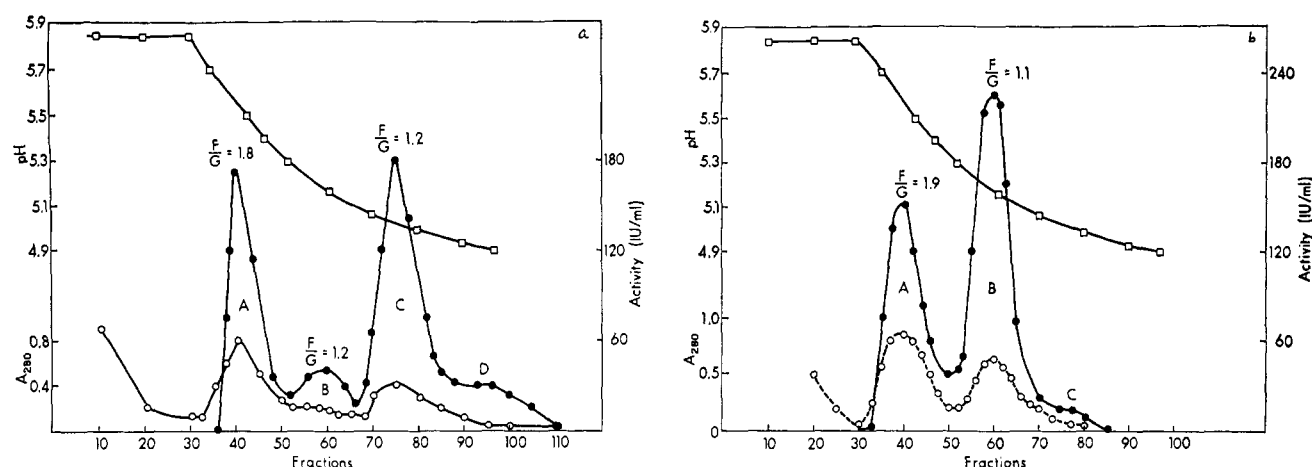 a
5.9
5.7
5.5
5.3
5.1
4.9
0.8
0.4
pH
A280
F/G = 1.8
F/G = 1.2
F/G = 1.2
A
B
C
D
180
120
60
Activity (IU/ml)
10 20 30 40 50 60 70 80 90 100 110
Fractions
b
5.9
5.7
5.5
5.3
5.1
4.9
1.0
0.5
0
pH
A280
F/G = 1.9
F/G = 1.1
A
B
C
240
180
120
60
Activity (IU/ml)
10 20 30 40 50 60 70 80 90 100
Fractions